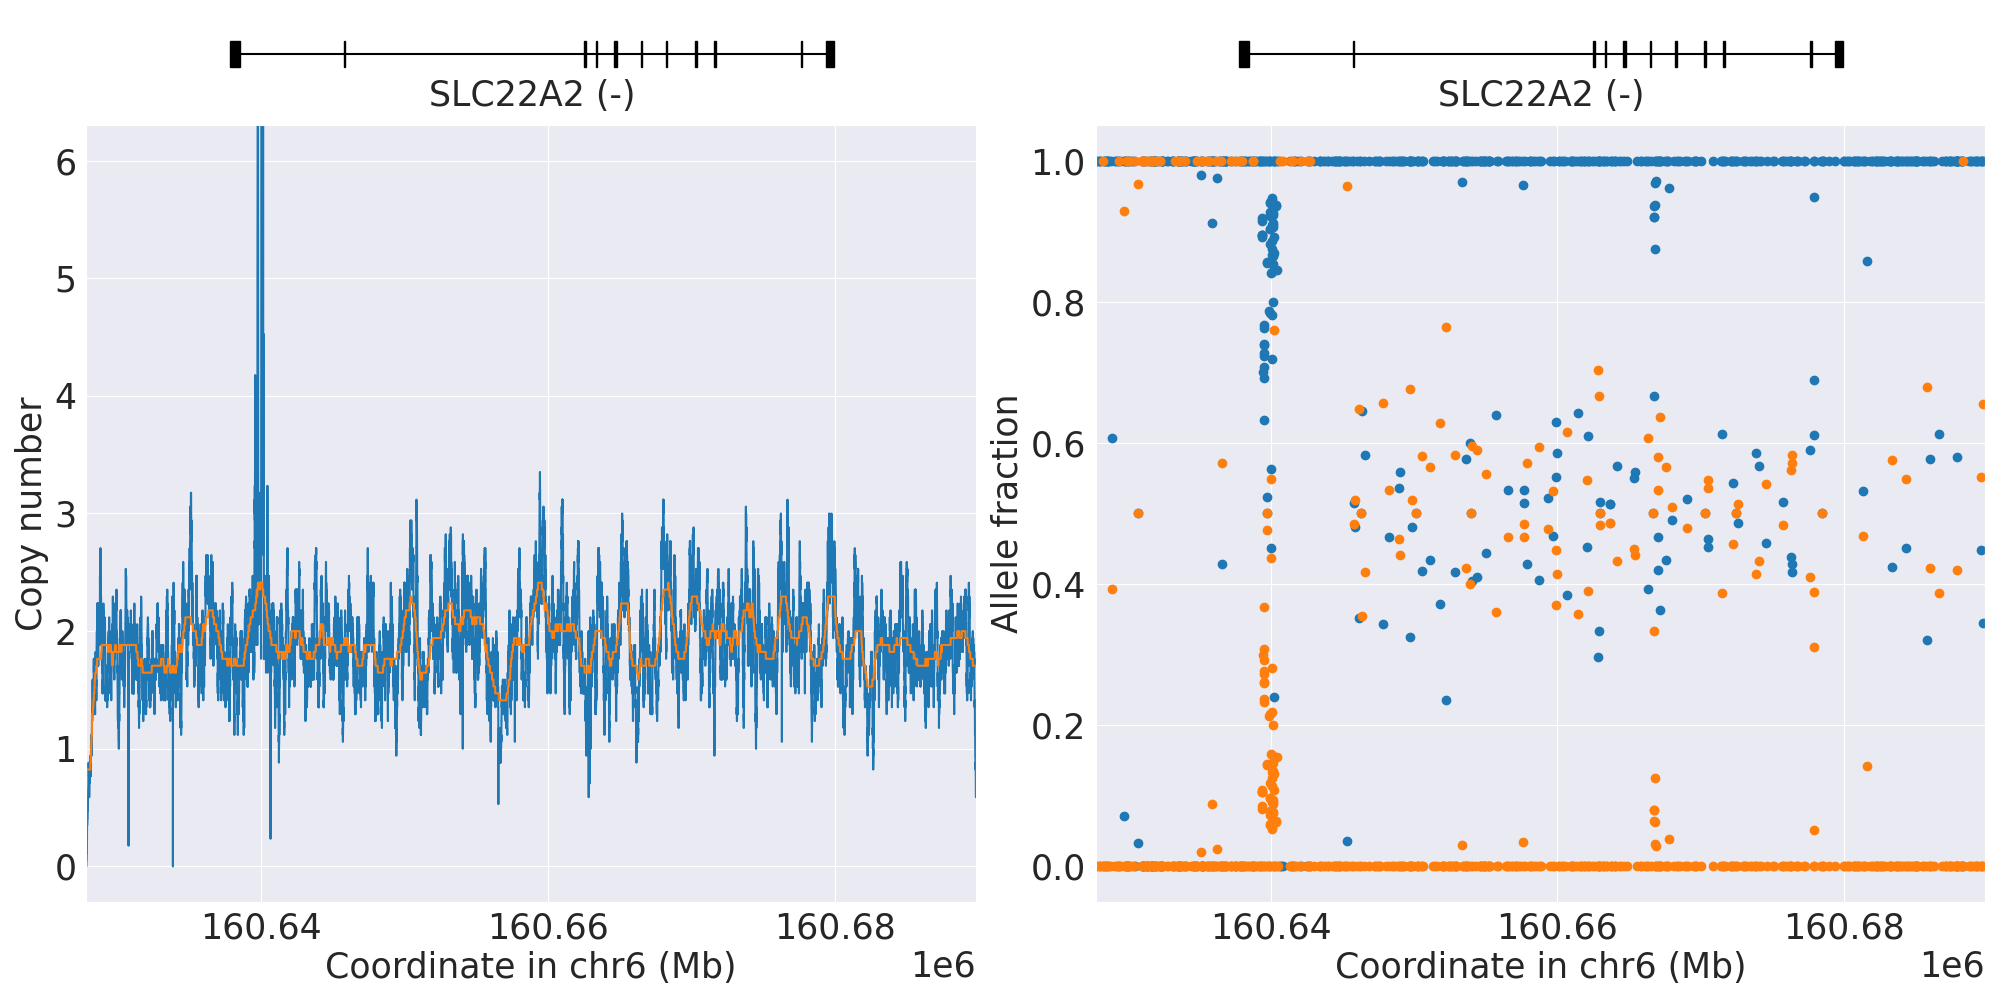 SLC22A2 (-)
SLC22A2 (-)
Copy number
6
5
4
3
2
1
0
160.64
160.66
160.68
Coordinate in chr6 (Mb)
1e6
Allele fraction
1.0
0.8
0.6
0.4
0.2
0.0
160.64
160.66
160.68
Coordinate in chr6 (Mb)
1e6